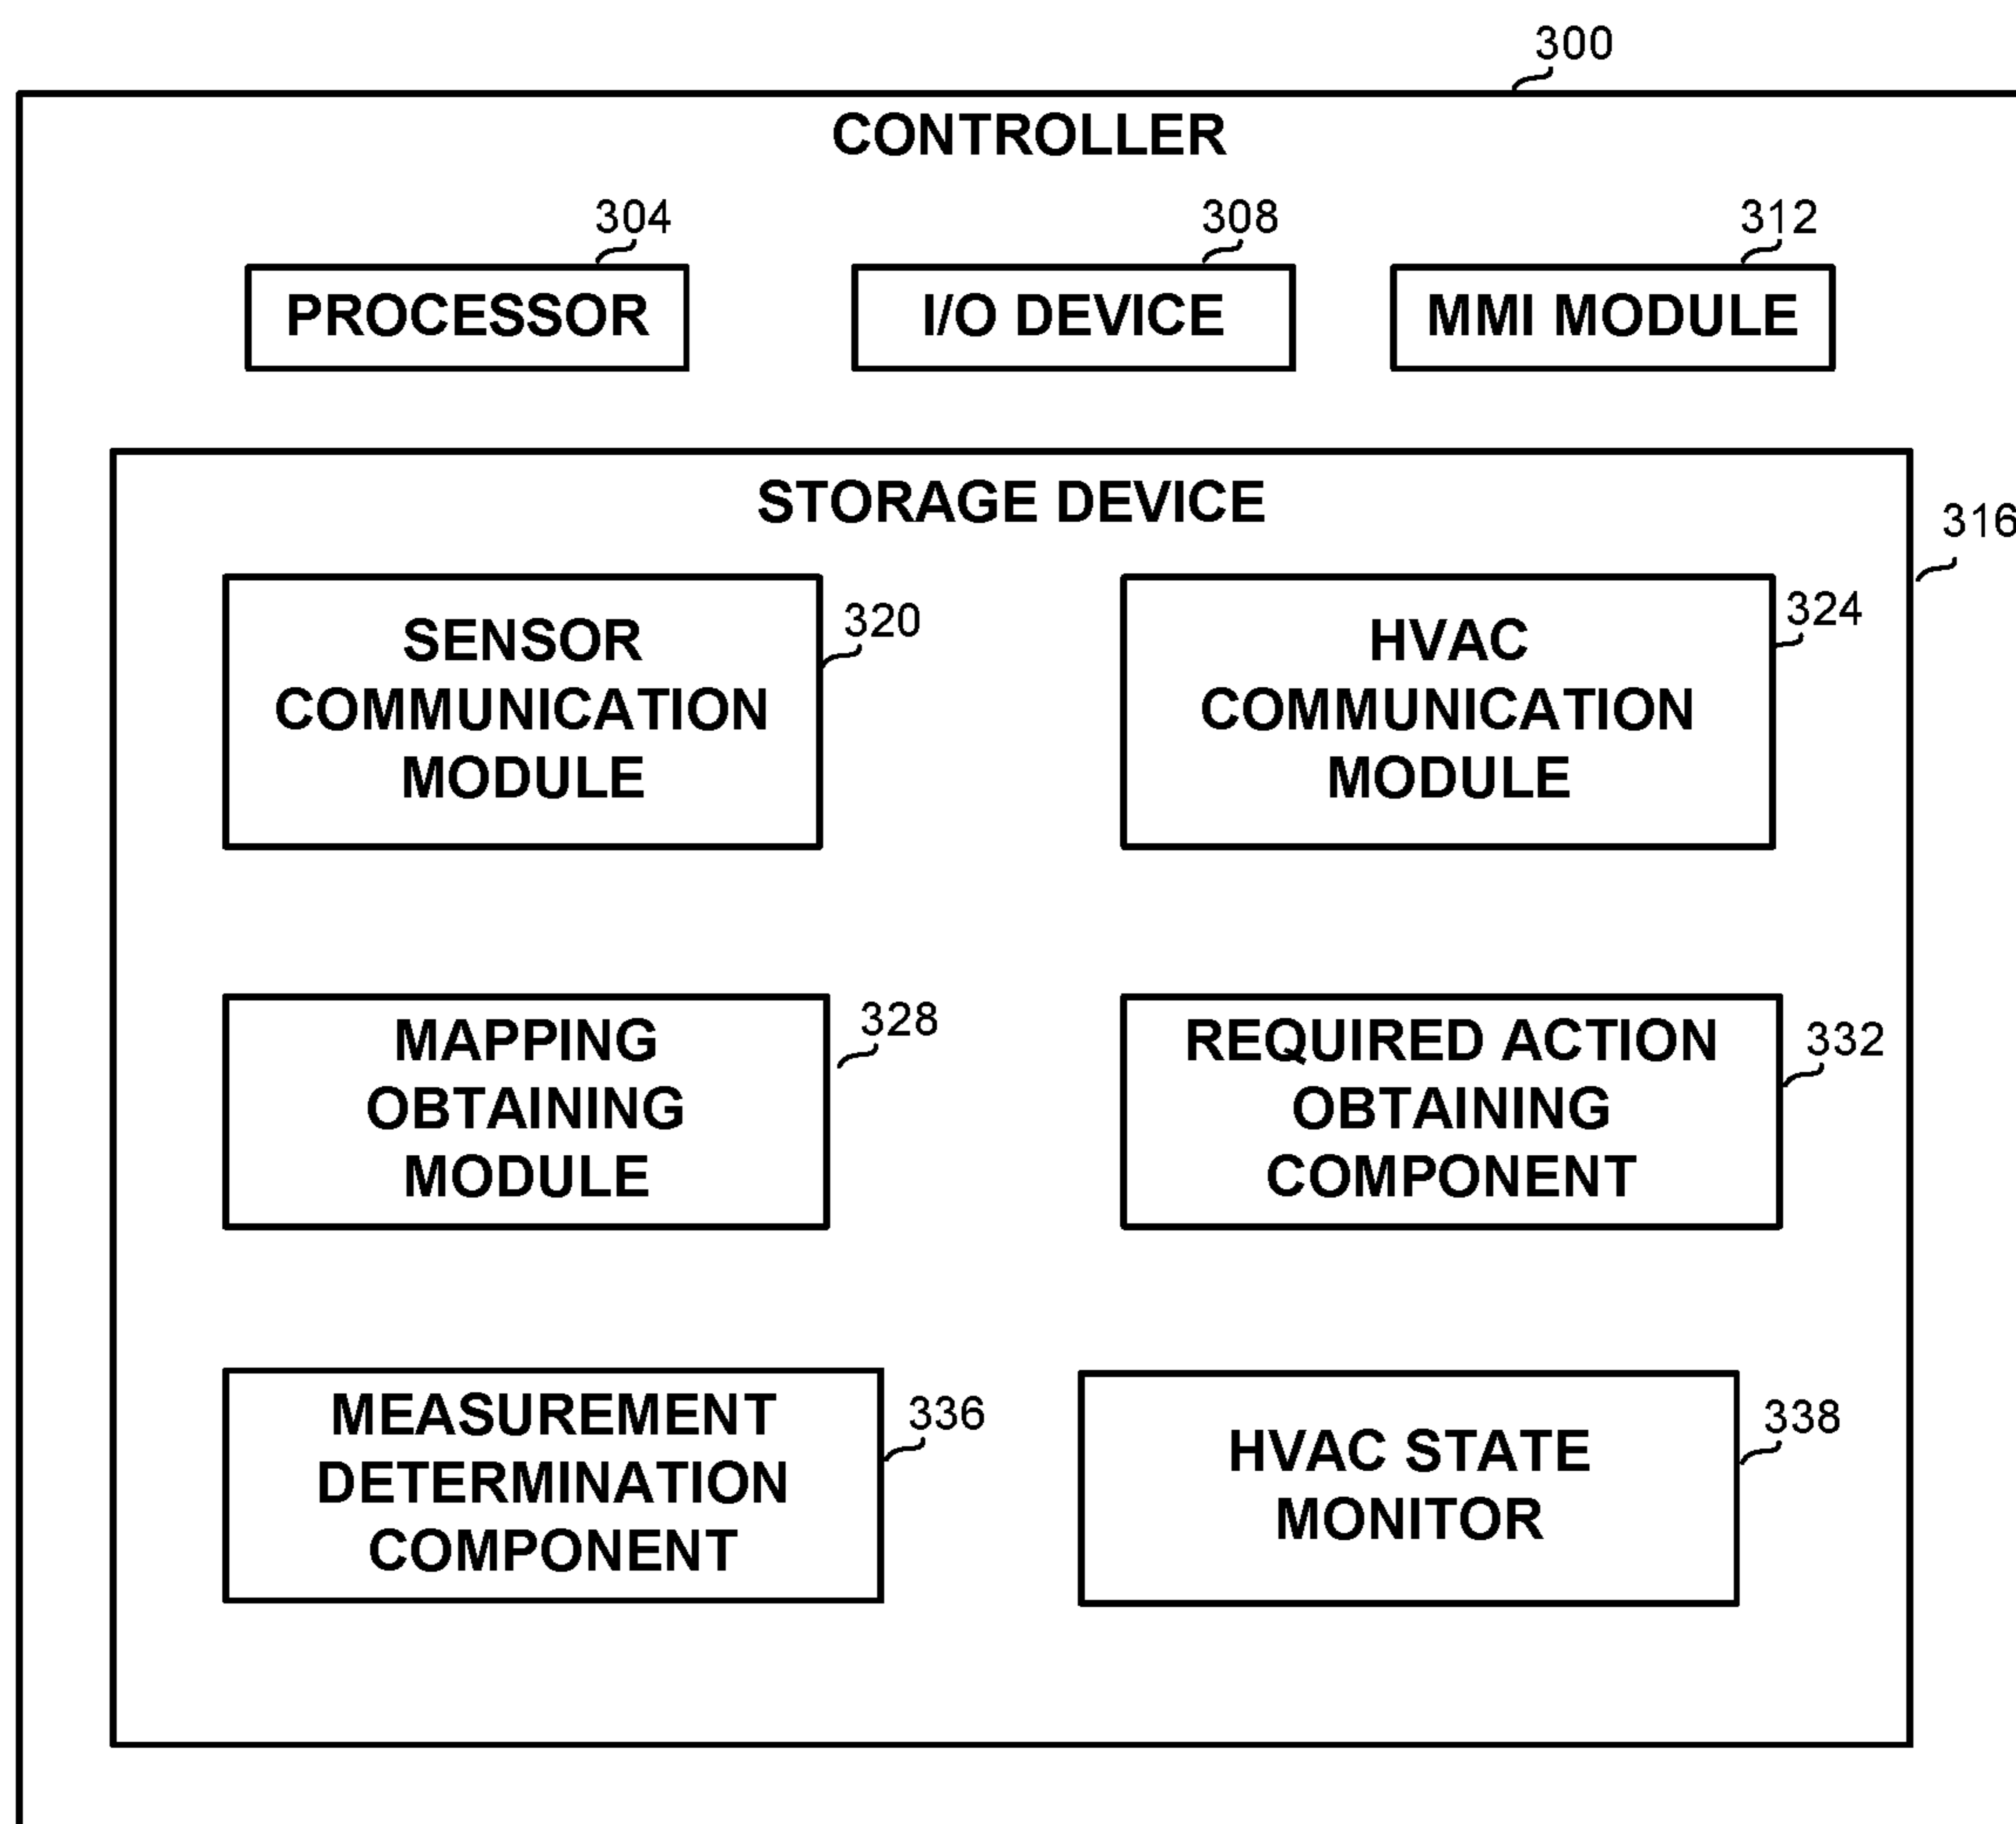 300
CONTROLLER
304
308
312
PROCESSOR
I/O DEVICE
MMI MODULE
STORAGE DEVICE
316
SENSOR
COMMUNICATION
MODULE
320
HVAC
COMMUNICATION
MODULE
324
MAPPING
OBTAINING
MODULE
328
REQUIRED ACTION
OBTAINING
COMPONENT
332
MEASUREMENT
DETERMINATION
COMPONENT
336
HVAC STATE
MONITOR
338